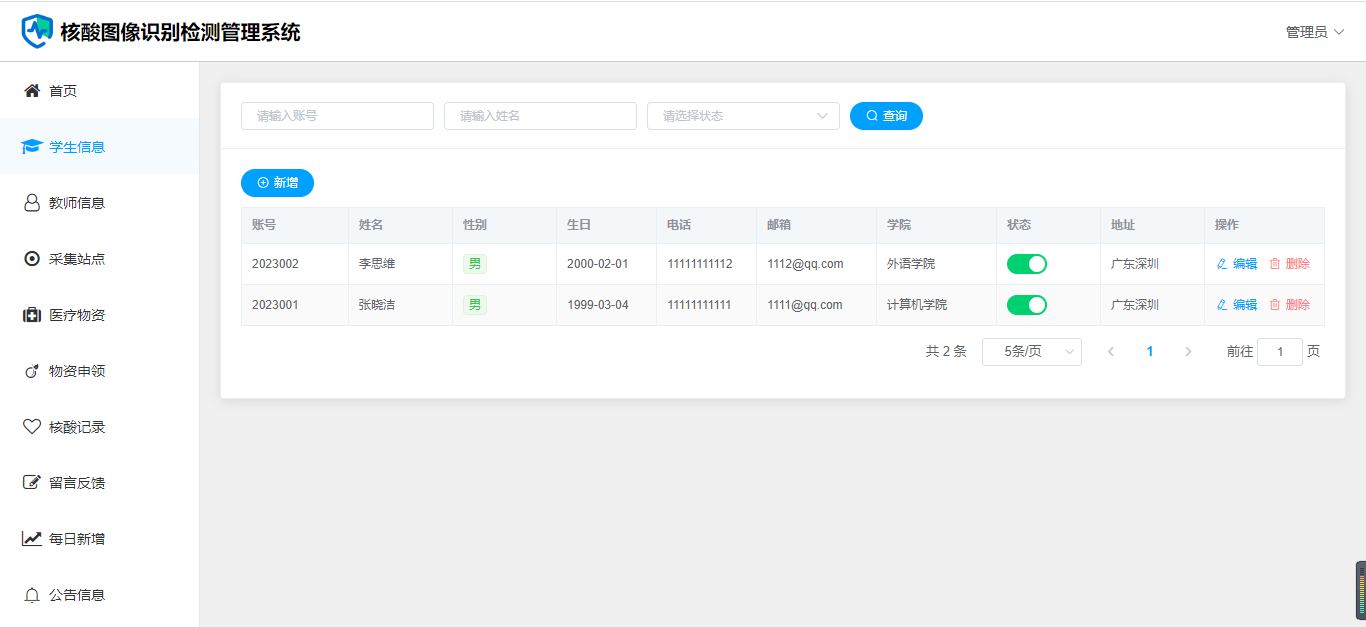 核酸图像识别检测管理系统
管理员
首页
学生信息
教师信息
采集站点
医疗物资
物资申领
核酸记录
留言反馈
每日新增
公告信息
请输入账号 请输入姓名 请选择状态 查询
新增
账号 姓名 性别 生日 电话 邮箱 学院 状态 地址 操作
2023002 李思维 男 2000-02-01 11111111112 1112@qq.com 外语学院 广东深圳 编辑 删除
2023001 张晓洁 男 1999-03-04 11111111111 1111@qq.com 计算机学院 广东深圳 编辑 删除
共 2 条 5条/页 1 前往 1 页